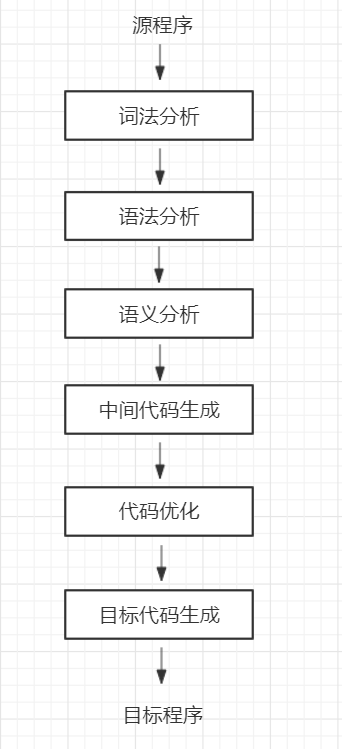 源程序
词法分析
语法分析
语义分析
中间代码生成
代码优化
目标代码生成
目标程序